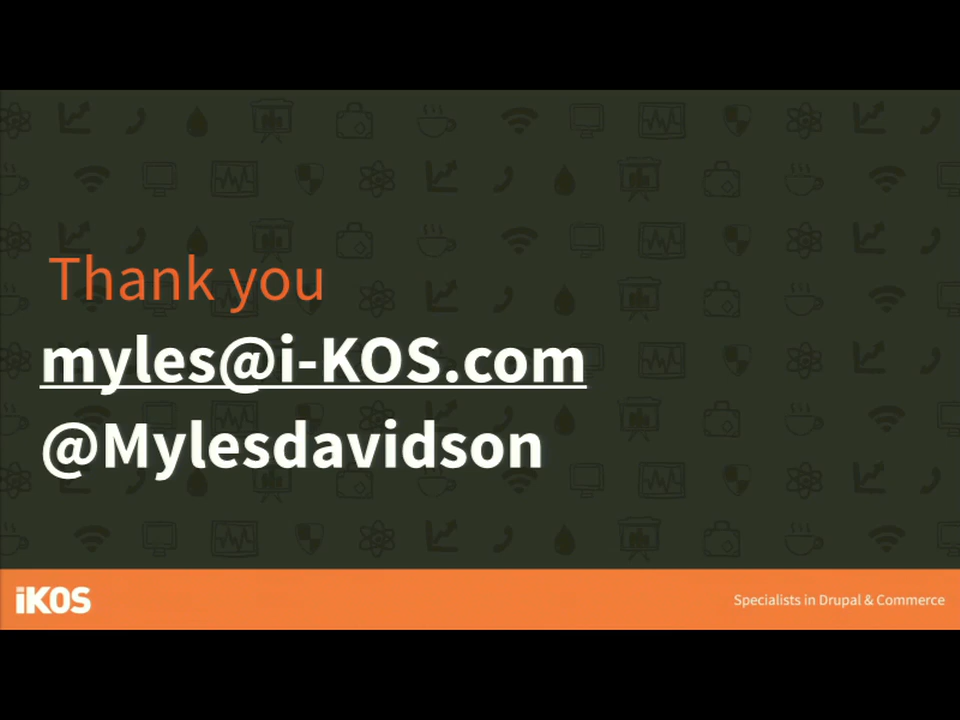 Thank you
myles@i-KOS.com
@Mylesdavidson
iKOS
Specialists in Drupal & Commerce